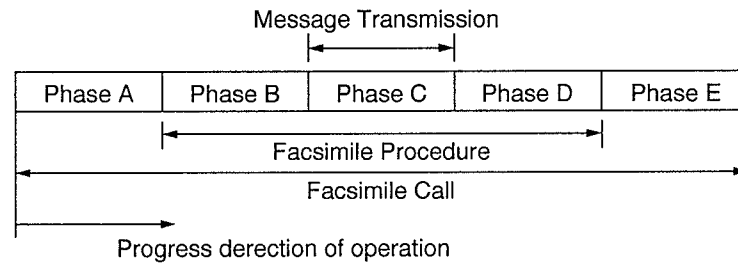 Message Transmission
Phase A Phase B Phase C Phase D Phase E
Facsimile Procedure
Facsimile Call
Progress derection of operation